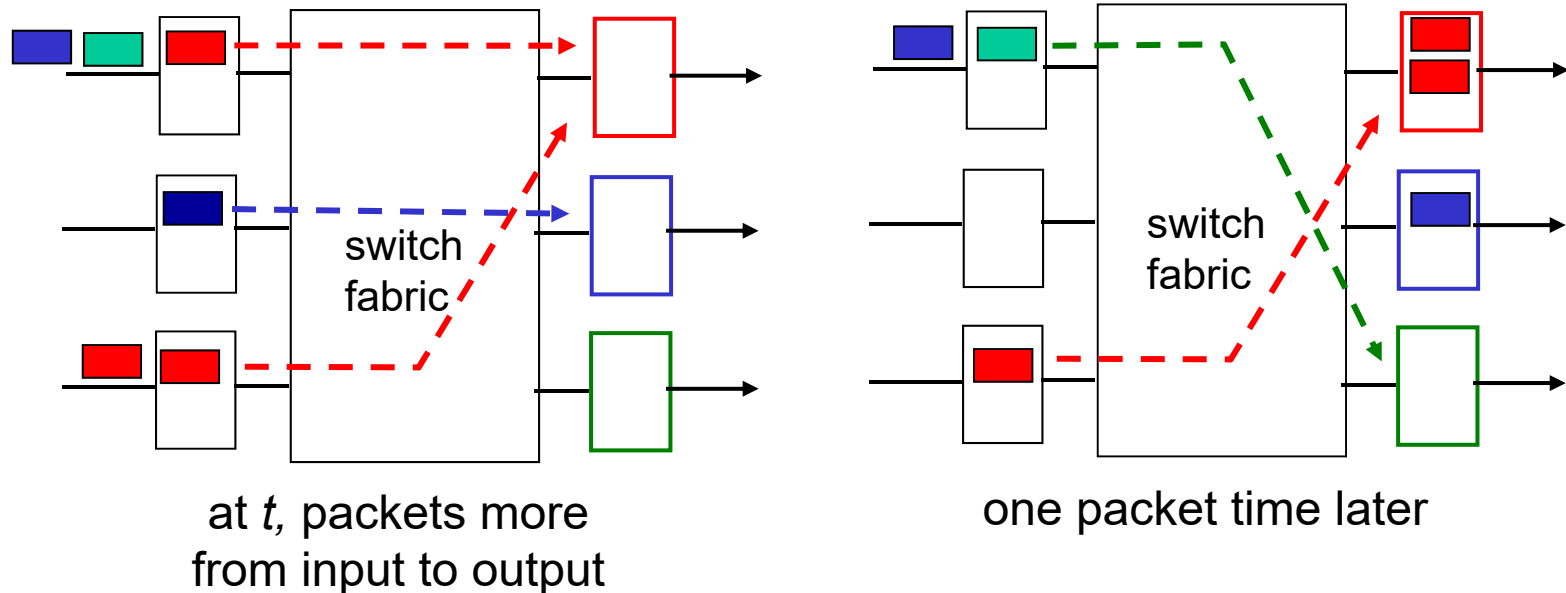 switch
fabric
at t, packets more
from input to output
switch
fabric
one packet time later